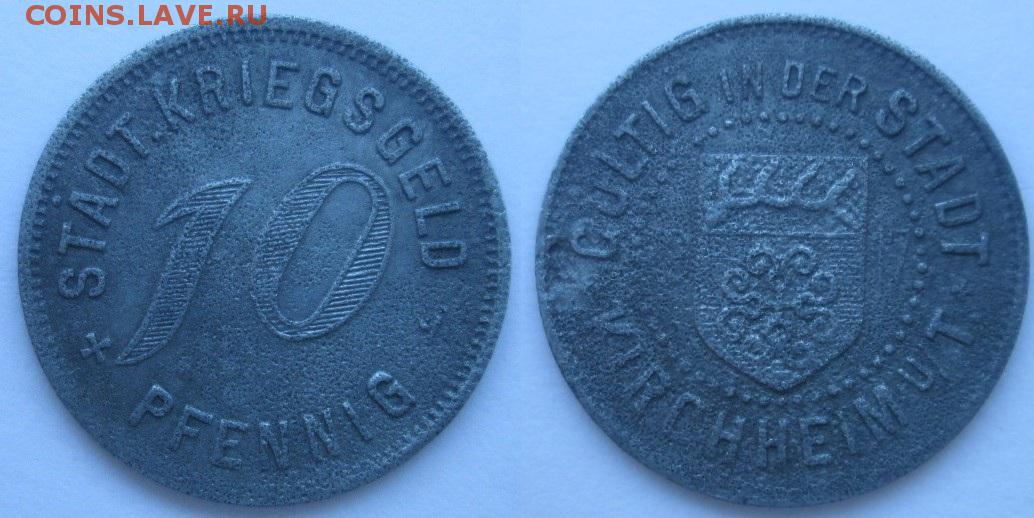 COINS.LAVE.RU
STÄDT. KRIEGSGELD
10
PFENNIG
GÜLTIG IN DER STADT
KIRCHHEIM U. T.